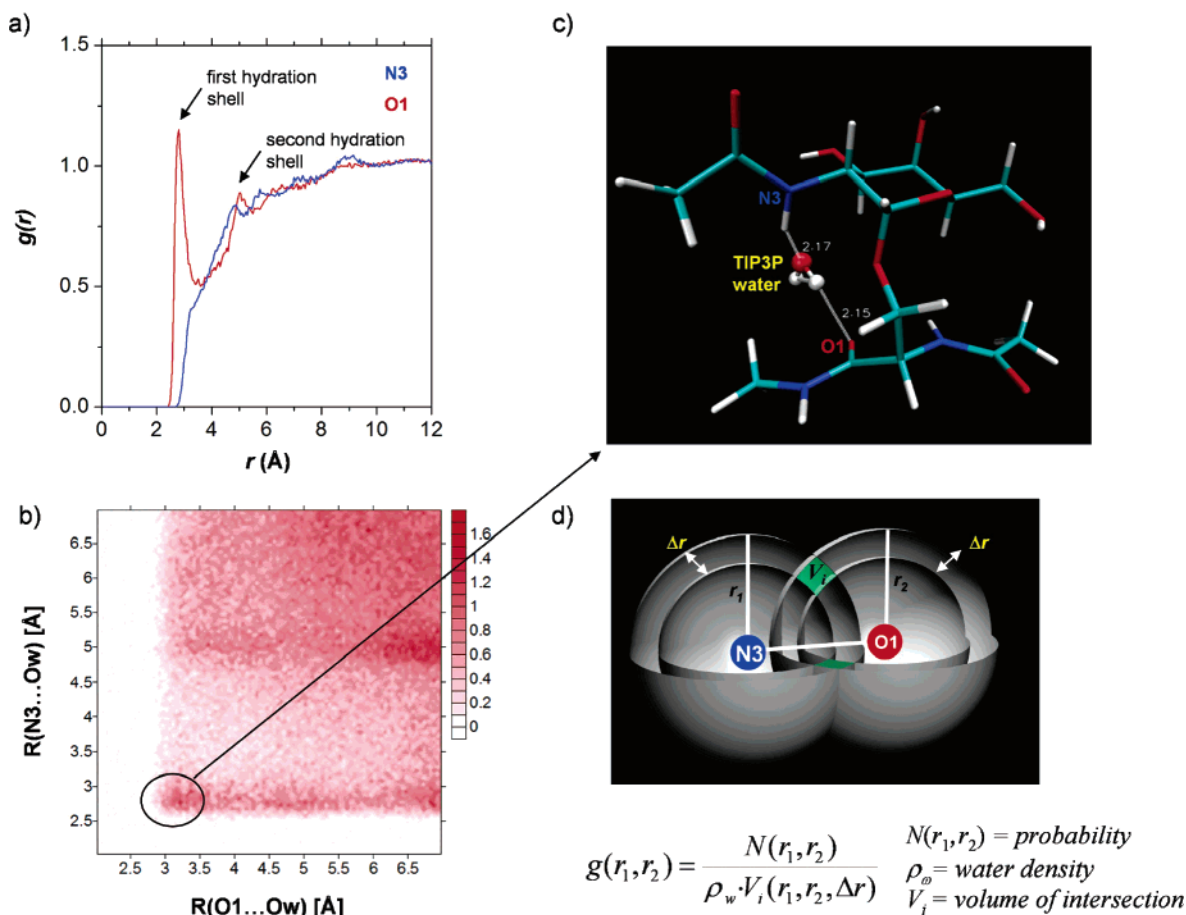 a)
1.5
1.0
0.5
0.0
g(r)
N3
O1
first hydration
shell
second hydration
shell
0 2 4 6 8 10 12
r (Å)
b)
6.5
6
5.5
5
4.5
4
3.5
3
2.5
R(N3...Ow) [Å]
2.5 3 3.5 4 4.5 5 5.5 6 6.5
R(O1...Ow) [Å]
1.6
1.4
1.2
1
0.8
0.6
0.4
0.2
0
c)
N3
2.17
TIP3P
water
2.15
O1
d)
Δr
Vi
Δr
r1
r2
N3
O1
g(r1,r2) = N(r1,r2) / ρw·Vi(r1,r2,Δr)
N(r1,r2) = probability
ρω= water density
Vi = volume of intersection